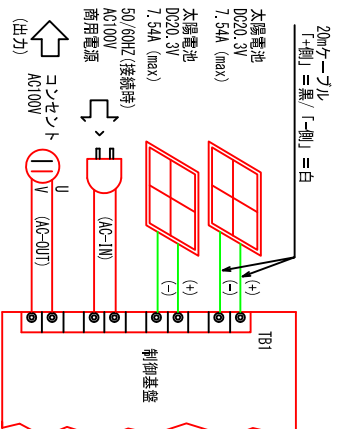 20mケーブル
「+側」=黒/「-側」=白
太陽電池
DC20.3V
7.54A (max)
太陽電池
DC20.3V
7.54A (max)
50/60HZ(接続時)
AC100V
商用電源
コンセント
AC100V
(出力)
(+)
(-)
(+)
(-)
(AC-IN)
U
V
(AC-OUT)
TB1
制御基盤